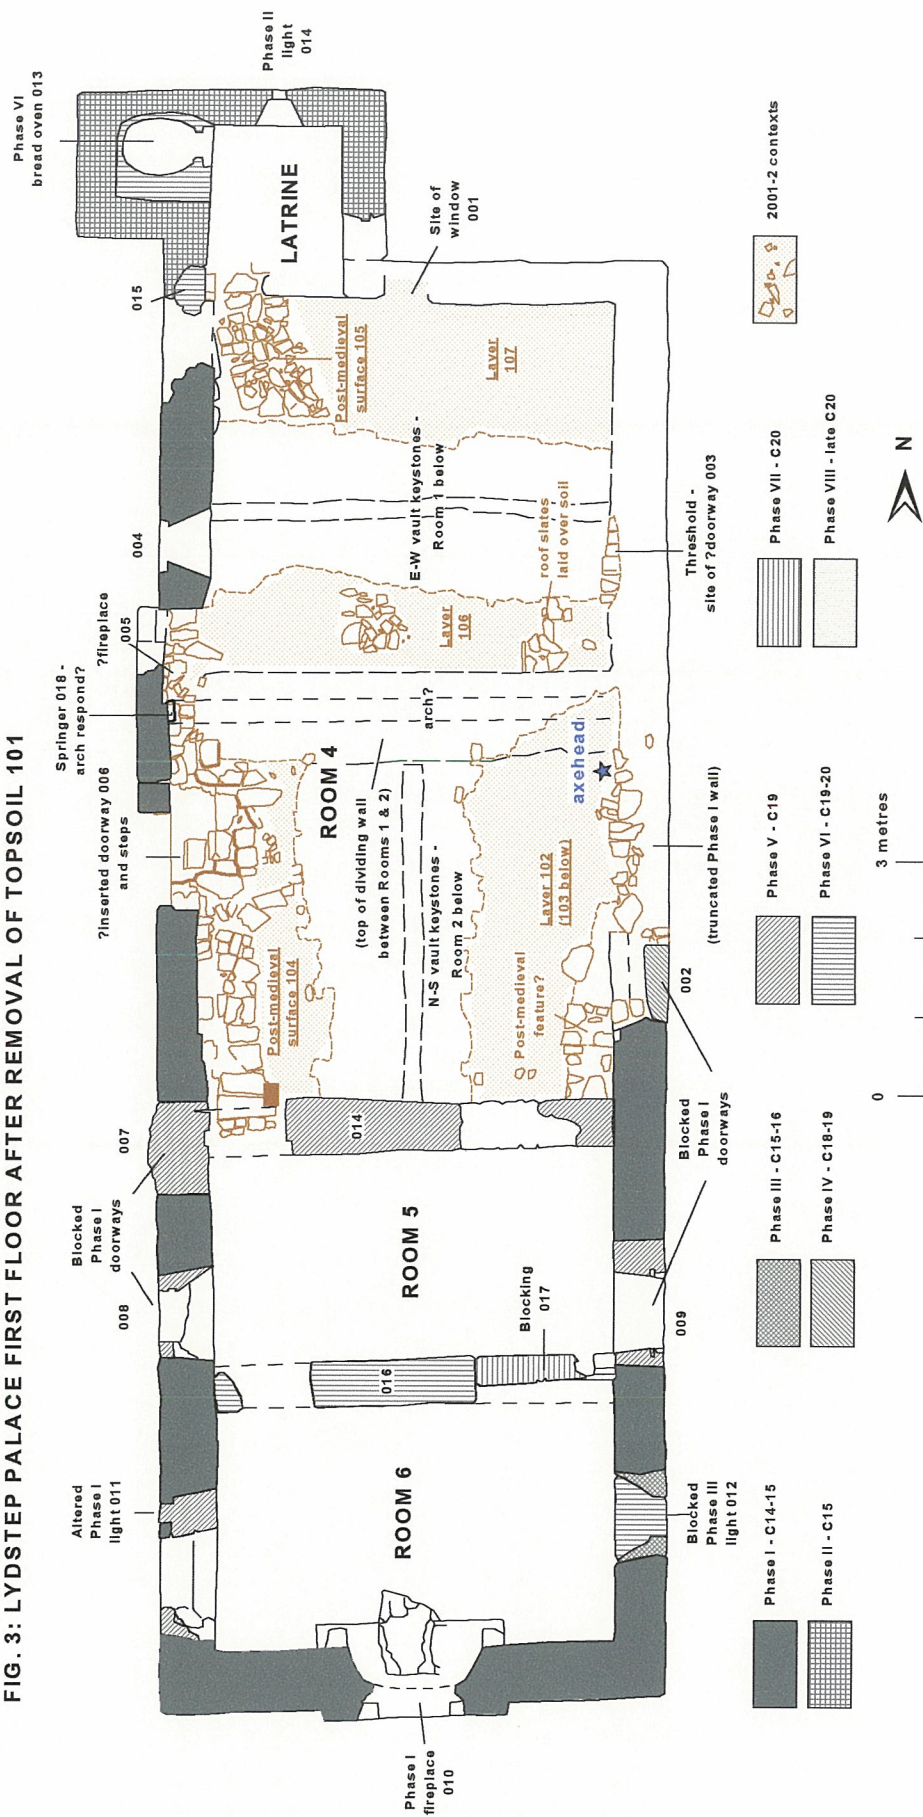 FIG. 3: LYDSTEP PALACE FIRST FLOOR AFTER REMOVAL OF TOPSOIL 101
Altered
Phase I
light 011
008
Blocked
Phase I
doorways
007
?inserted doorway 006
and steps
Springer 018 -
arch respond?
?fireplace
005
004
015
Phase VI
bread oven 013
Phase II
light
014
LATRINE
Site of
window
001
Post-medieval
surface 105
Layer
107
E-W vault keystones -
Room 1 below
roof slates
laid over soil
Layer
106
arch?
ROOM 4
(top of dividing wall
between Rooms 1 & 2)
N-S vault keystones -
Room 2 below
axehead
Layer 102
(103 below)
Post-medieval
surface 104
Post-medieval
feature?
014
ROOM 5
Blocking
017
016
ROOM 6
Phase I
fireplace
010
Blocked
Phase III
light 012
009
Blocked
Phase I
doorways
002
(truncated Phase I wall)
Threshold -
site of ?doorway 003
Phase I - C14-15
Phase II - C15
Phase III - C15-16
Phase IV - C18-19
Phase V - C19
Phase VI - C19-20
Phase VII - C20
Phase VIII - late C20
2001-2 contexts
0
3 metres
N